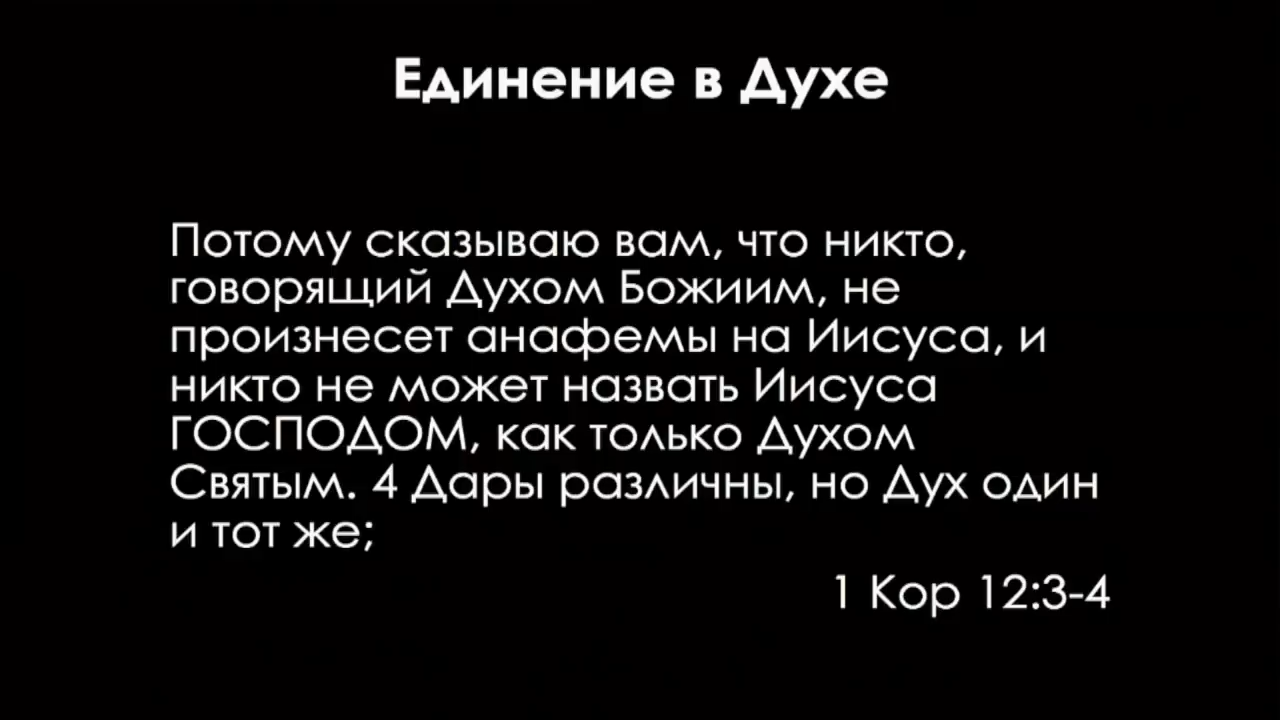 Единение в Духе
Потому сказываю вам, что никто,
говорящий Духом Божиим, не
произнесет анафемы на Иисуса, и
никто не может назвать Иисуса
ГОСПОДОМ, как только Духом
Святым. 4 Дары различны, но Дух один
и тот же;
1 Кор 12:3-4